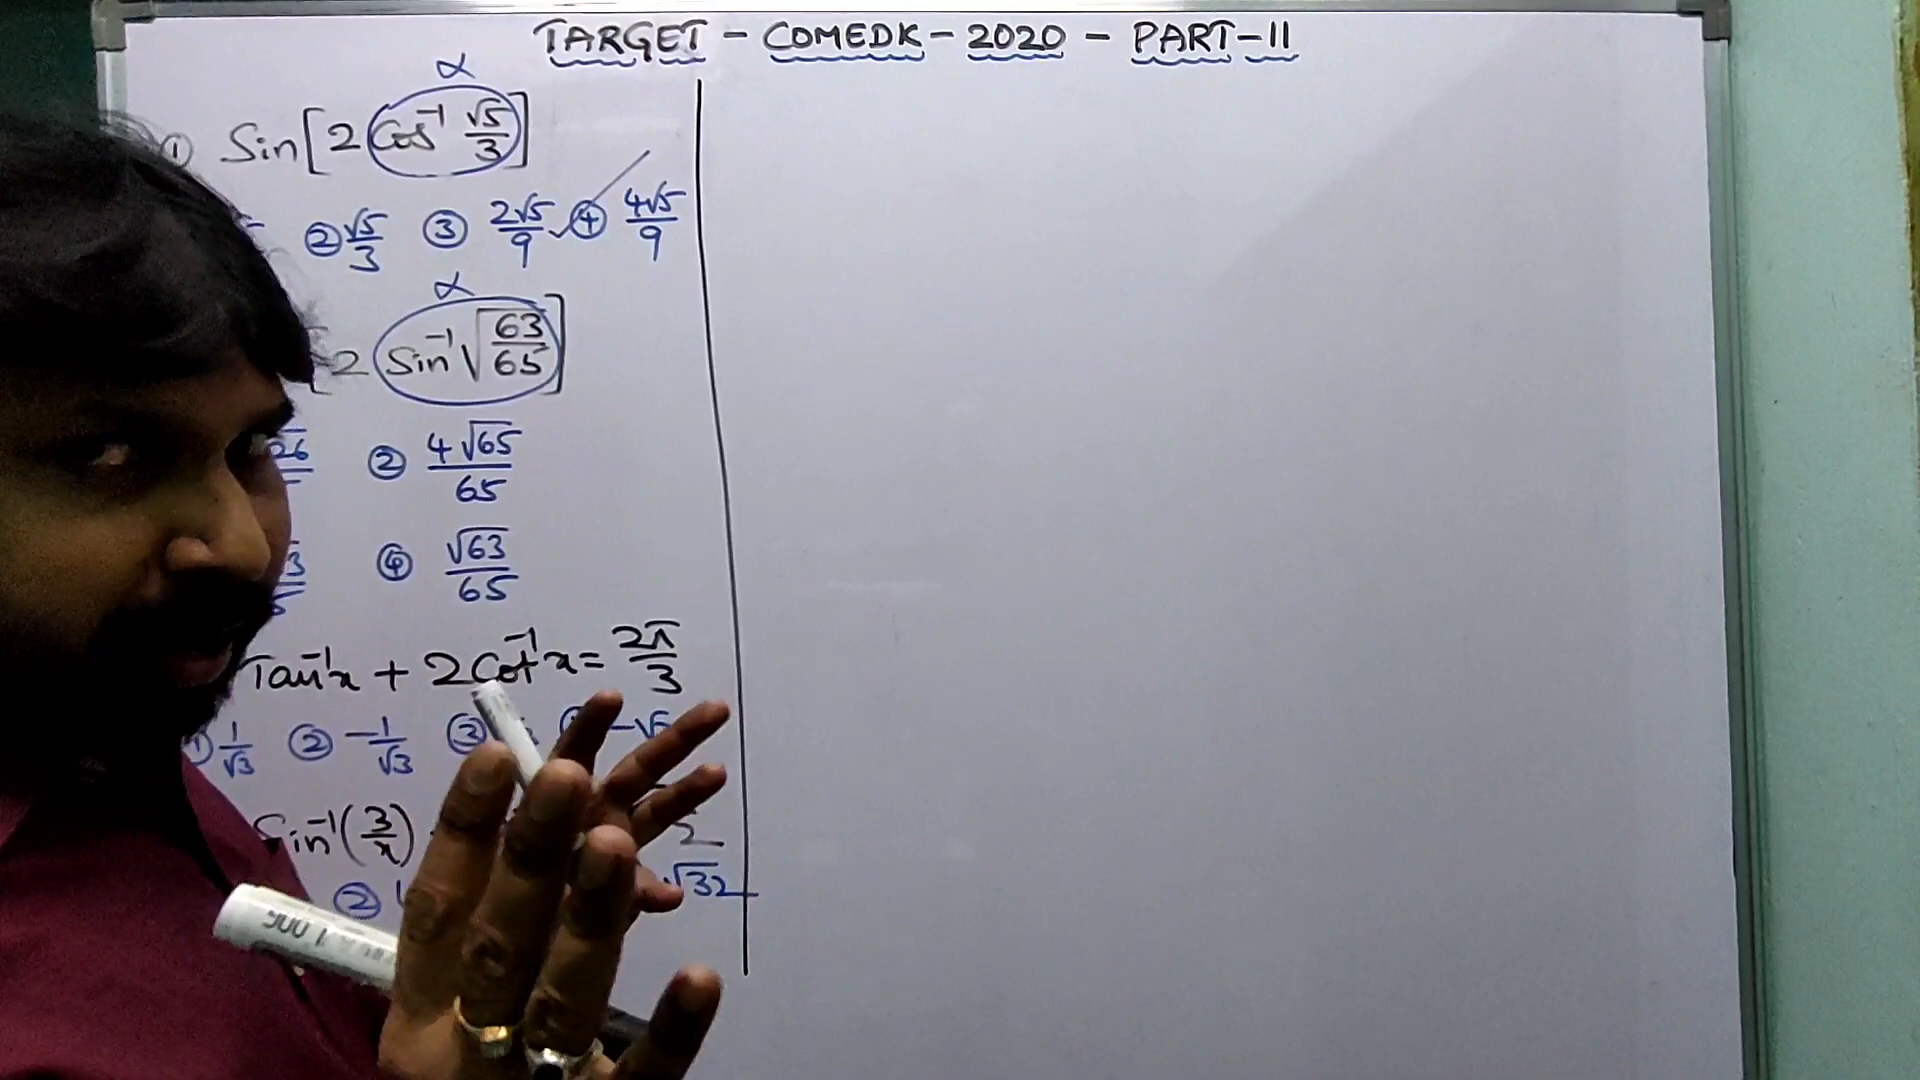 TARGET - COMEDK - 2020 - PART-II
α
① Sin[2 Cos⁻¹ √5/3]
② √5/3 ③ 2√5/9 ④ 4√5/9
α
[2 Sin⁻¹ √(63/65)]
② 4√65/65
④ √63/65
Tan⁻¹x + 2Cot⁻¹x = 2π/3
① 1/√3 ② -1/√3 ③
Sin⁻¹(3/x)
② √32